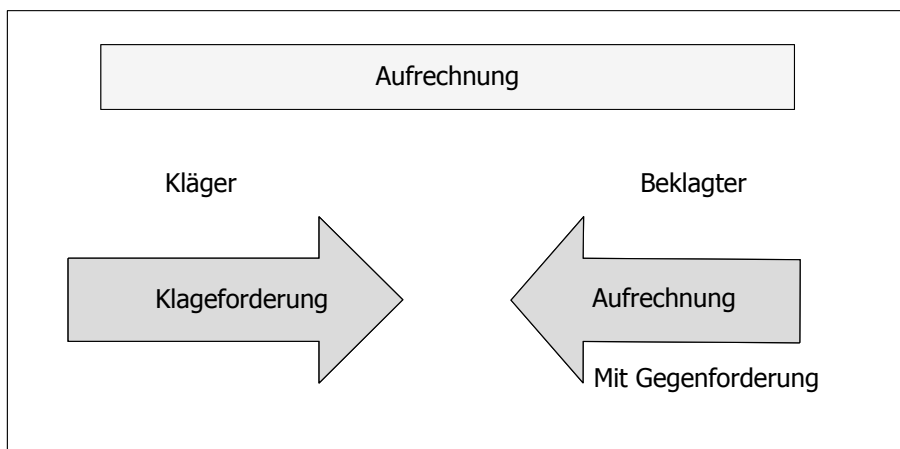 Aufrechnung
Kläger
Beklagter
Klageforderung
Aufrechnung
Mit Gegenforderung